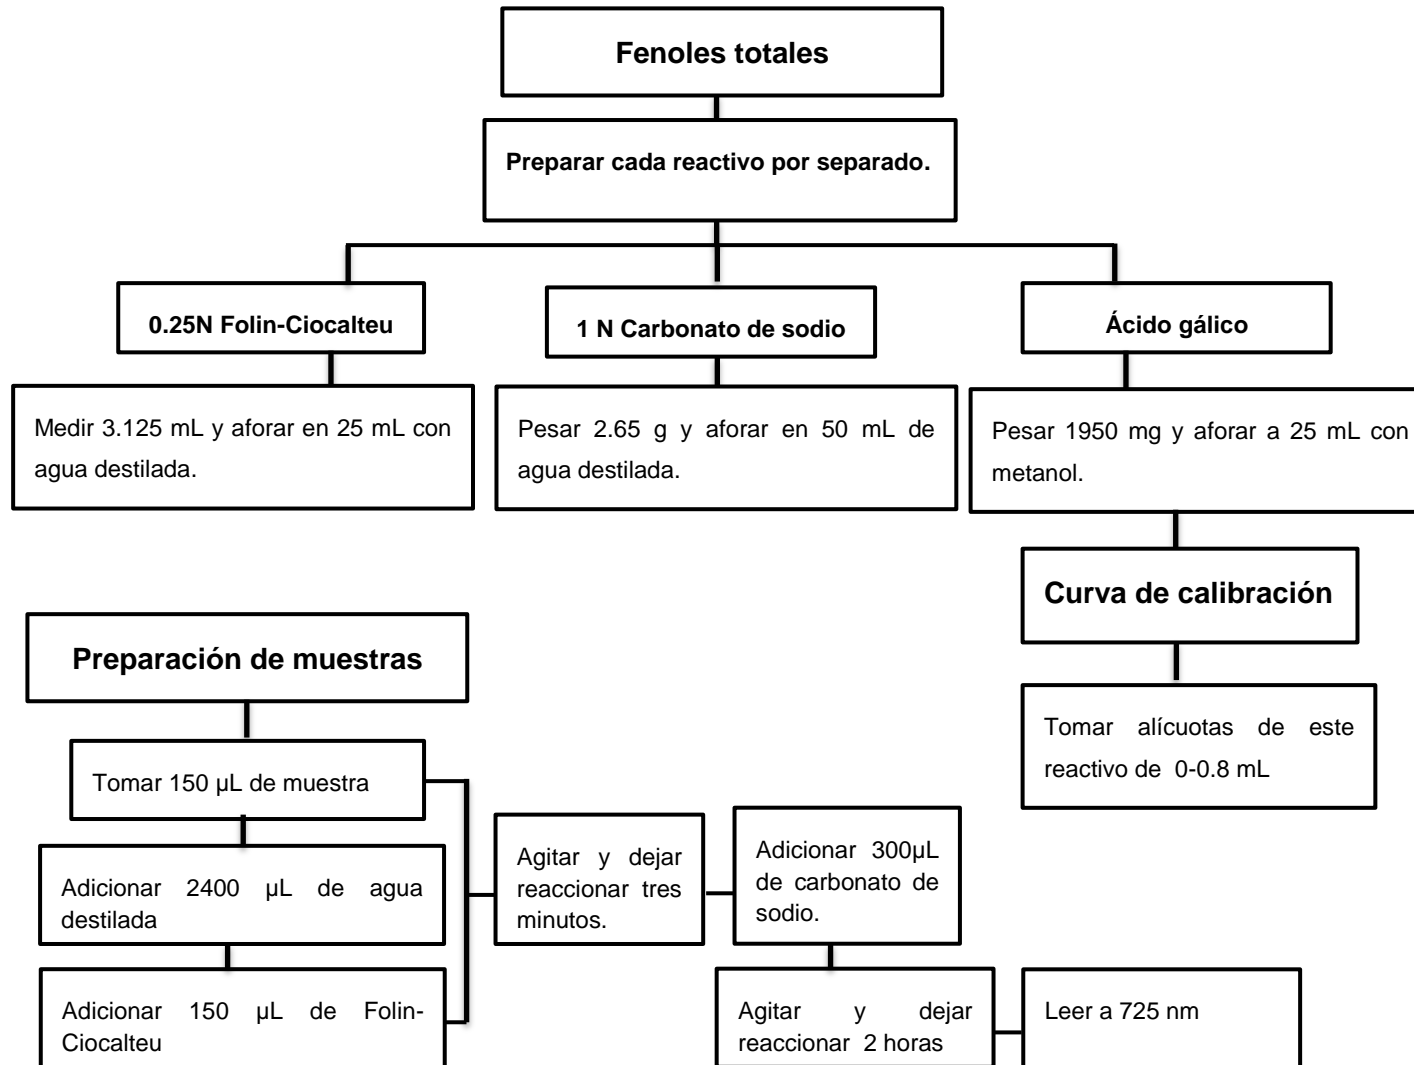 Fenoles totales
Preparar cada reactivo por separado.
0.25N Folin-Ciocalteu
1 N Carbonato de sodio
Ácido gálico
Medir 3.125 mL y aforar en 25 mL con
agua destilada.
Pesar 2.65 g y aforar en 50 mL de
agua destilada.
Pesar 1950 mg y aforar a 25 mL con
metanol.
Curva de calibración
Tomar alícuotas de este
reactivo de 0-0.8 mL
Preparación de muestras
Tomar 150 µL de muestra
Adicionar 2400 µL de agua
destilada
Adicionar 150 µL de Folin-
Ciocalteu
Agitar y dejar
reaccionar tres
minutos.
Adicionar 300µL
de carbonato de
sodio.
Agitar y dejar
reaccionar 2 horas
Leer a 725 nm